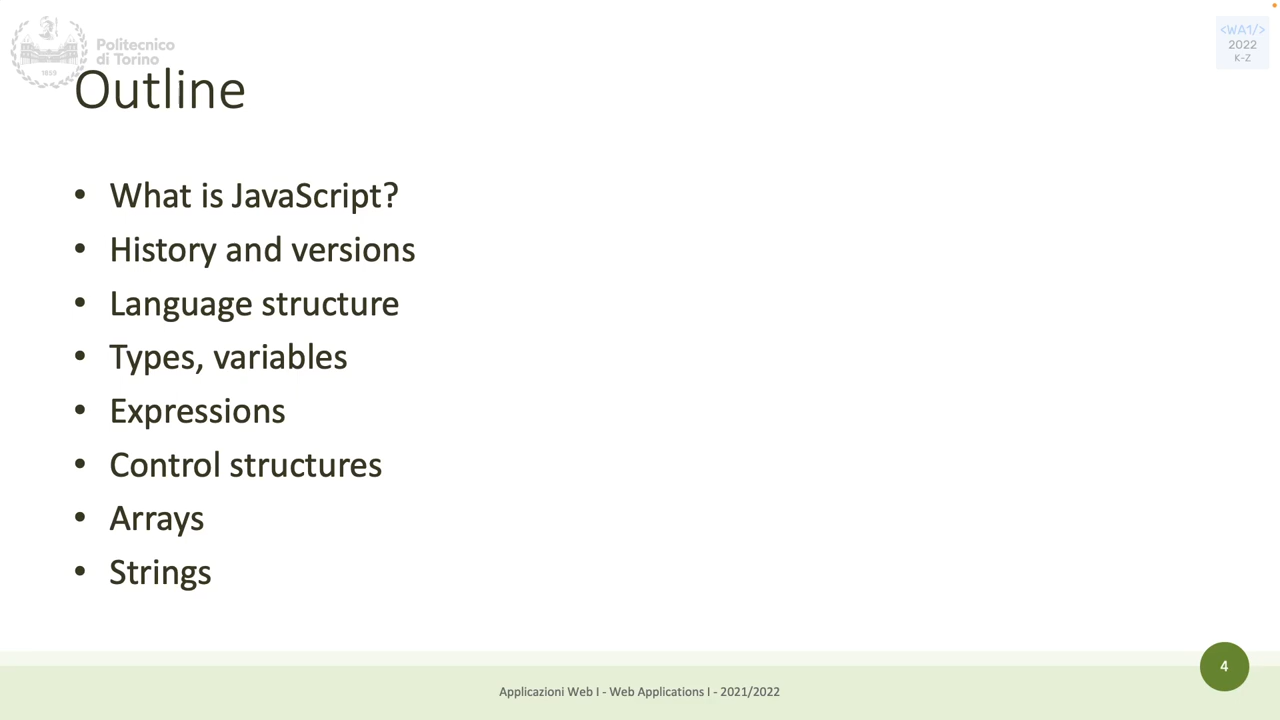 Politecnico
di Torino
1859
<WA1/>
2022
K-Z
Outline
• What is JavaScript?
• History and versions
• Language structure
• Types, variables
• Expressions
• Control structures
• Arrays
• Strings
4
Applicazioni Web I - Web Applications I - 2021/2022